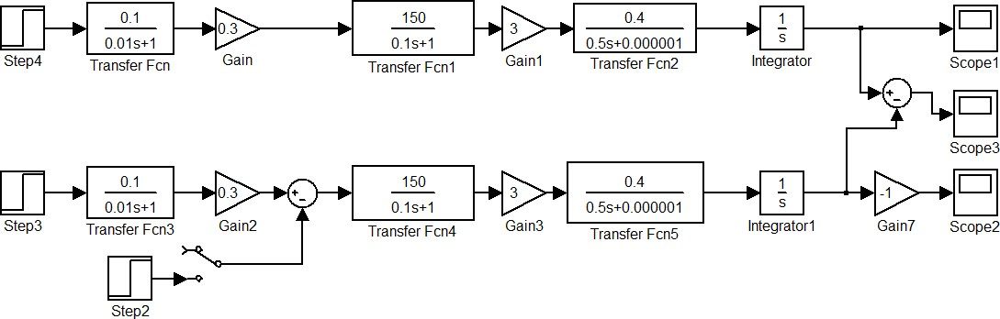 0.1
0.01s+1
0.3
150
0.1s+1
3
0.4
0.5s+0.000001
1
s
Step4
Transfer Fcn
Gain
Transfer Fcn1
Gain1
Transfer Fcn2
Integrator
Scope1
+
-
Scope3
0.1
0.01s+1
0.3
+
-
150
0.1s+1
3
0.4
0.5s+0.000001
1
s
-1
Step3
Transfer Fcn3
Gain2
Transfer Fcn4
Gain3
Transfer Fcn5
Integrator1
Gain7
Scope2
Step2